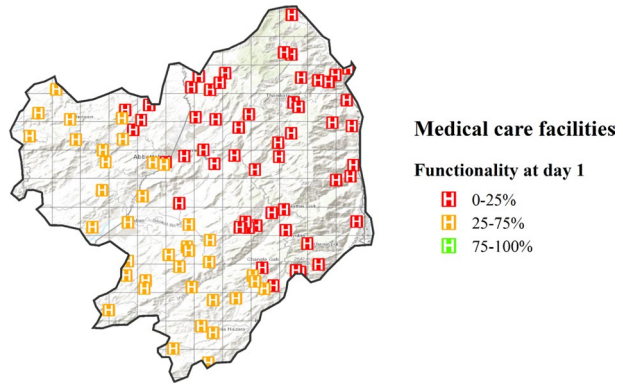 Medical care facilities
Functionality at day 1
H 0-25%
H 25-75%
H 75-100%